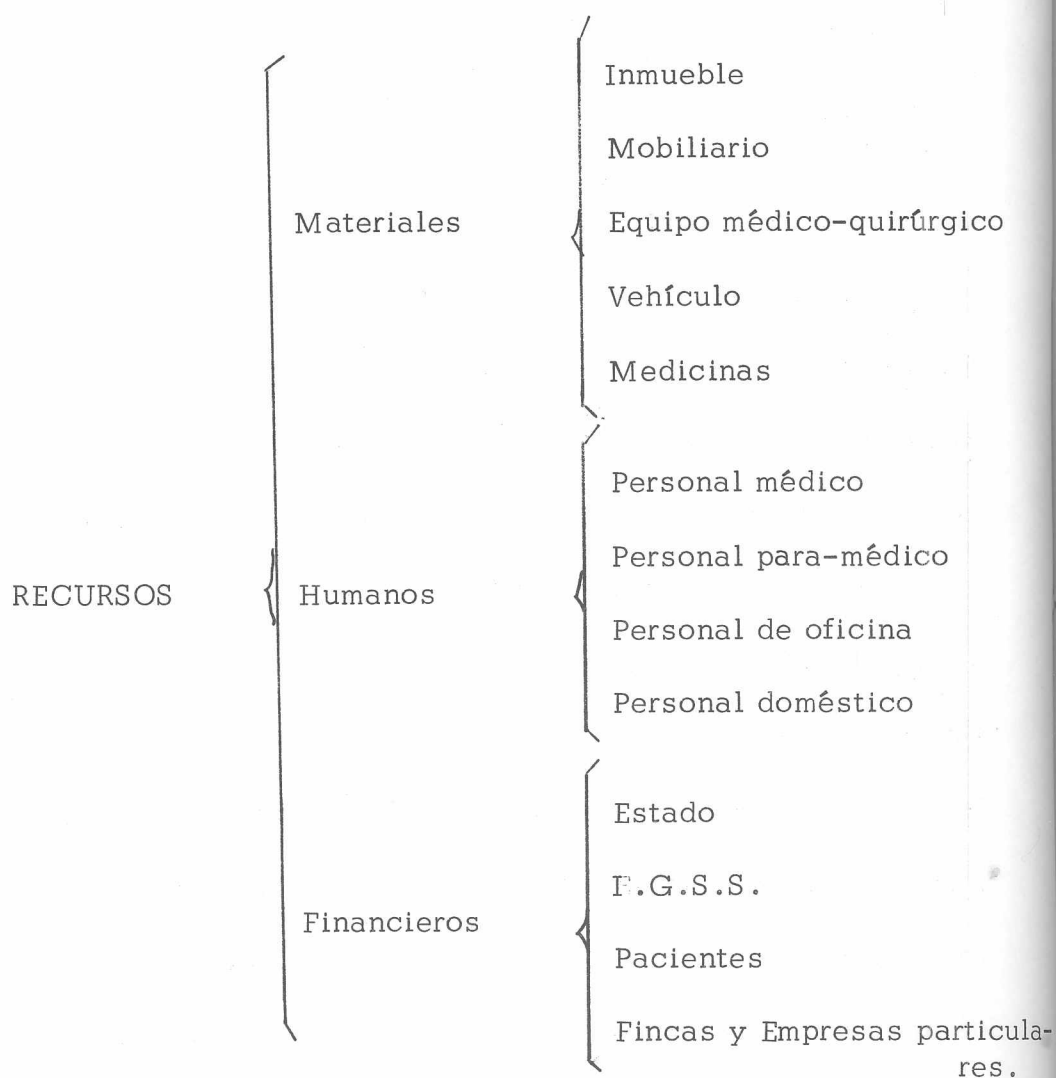 RECURSOS
Materiales
Inmueble
Mobiliario
Equipo médico-quirúrgico
Vehículo
Medicinas
Humanos
Personal médico
Personal para-médico
Personal de oficina
Personal doméstico
Financieros
Estado
I.G.S.S.
Pacientes
Fincas y Empresas particula-
res.